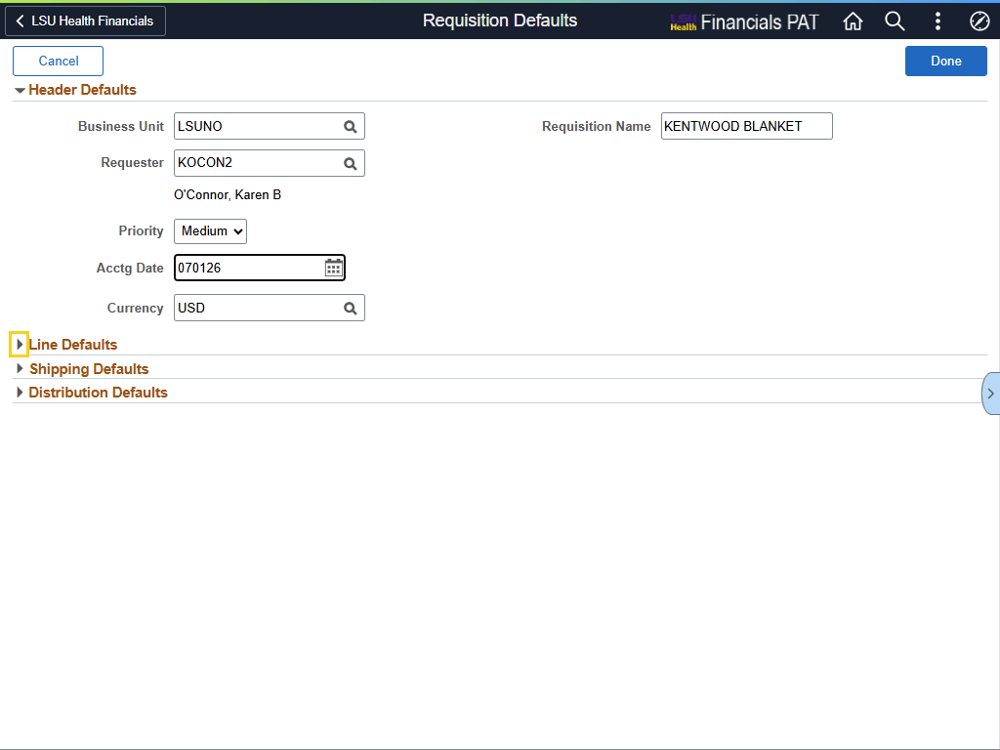 LSU Health Financials
Requisition Defaults
LSU Health Financials PAT
Cancel
Done
Header Defaults
Business Unit LSUNO
Requisition Name KENTWOOD BLANKET
Requester KOCON2
O'Connor, Karen B
Priority Medium
Acctg Date 070126
Currency USD
Line Defaults
Shipping Defaults
Distribution Defaults